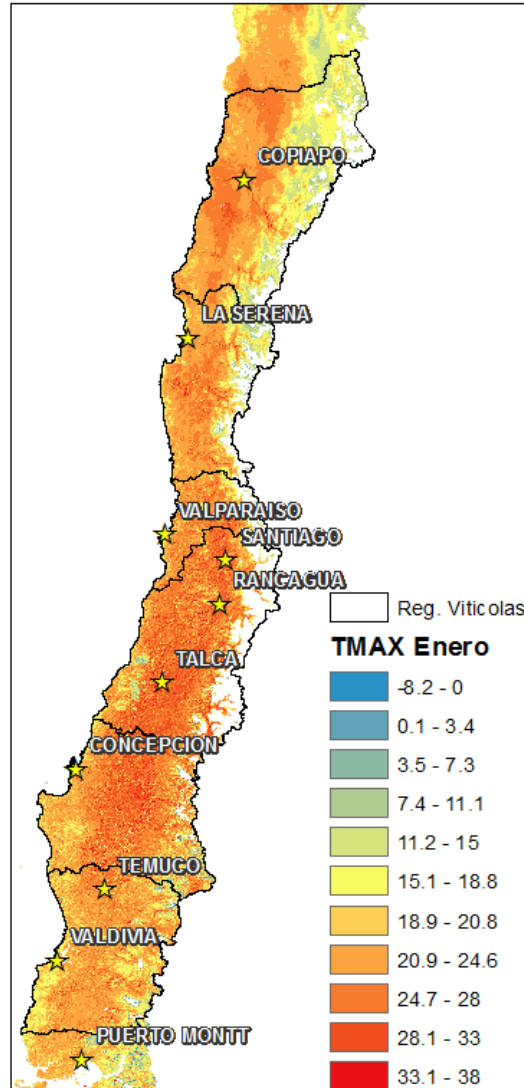 COPIAPO
LA SERENA
VALPARAISO
SANTIAGO
RANCAGUA
TALCA
CONCEPCION
TEMUCO
VALDIVIA
PUERTO MONTT
Reg. Viticolas
TMAX Enero
-8.2 - 0
0.1 - 3.4
3.5 - 7.3
7.4 - 11.1
11.2 - 15
15.1 - 18.8
18.9 - 20.8
20.9 - 24.6
24.7 - 28
28.1 - 33
33.1 - 38